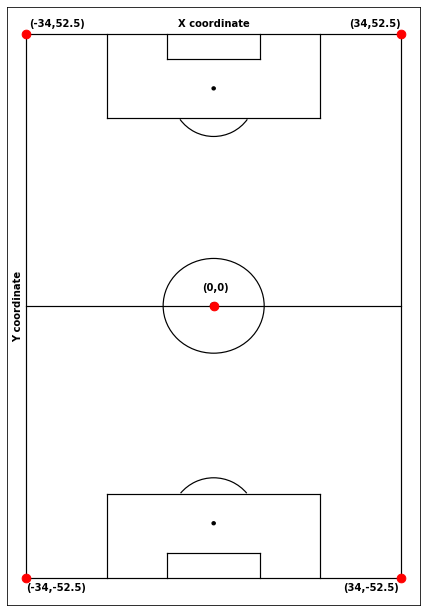 (-34,52.5) X coordinate (34,52.5)
(0,0)
Y coordinate
(-34,-52.5) (34,-52.5)